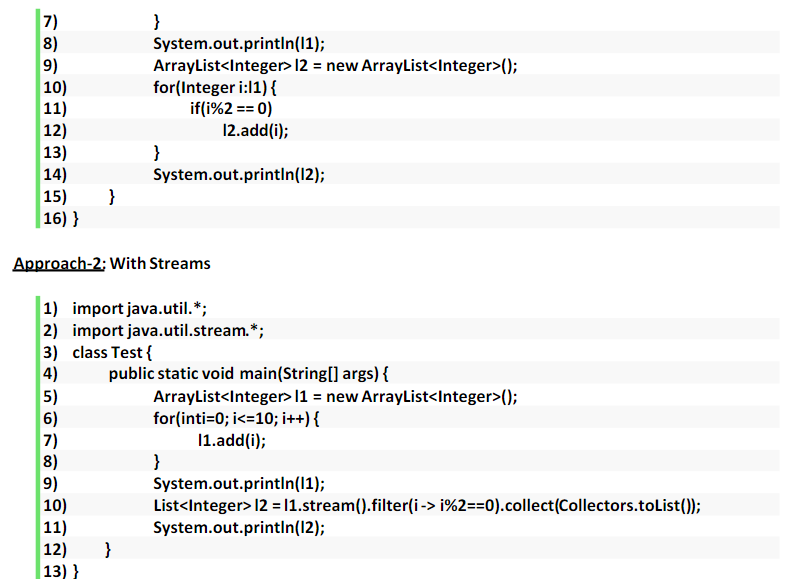 7) }
8) System.out.println(l1);
9) ArrayList<Integer> l2 = new ArrayList<Integer>();
10) for(Integer i:l1) {
11) if(i%2 == 0)
12) l2.add(i);
13) }
14) System.out.println(l2);
15) }
16) }
Approach-2: With Streams
1) import java.util.*;
2) import java.util.stream.*;
3) class Test {
4) public static void main(String[] args) {
5) ArrayList<Integer> l1 = new ArrayList<Integer>();
6) for(inti=0; i<=10; i++) {
7) l1.add(i);
8) }
9) System.out.println(l1);
10) List<Integer> l2 = l1.stream().filter(i -> i%2==0).collect(Collectors.toList());
11) System.out.println(l2);
12) }
13) }